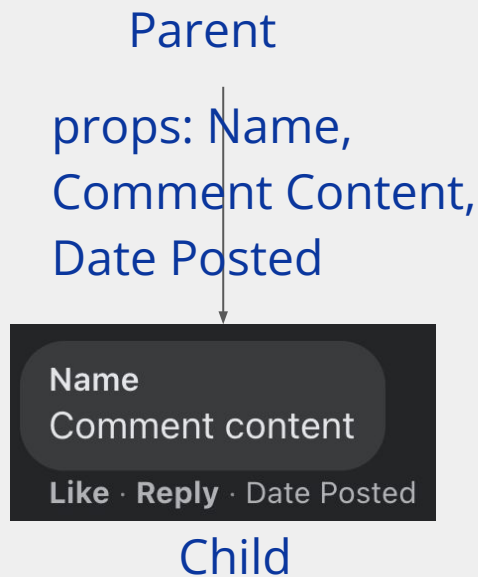 Parent
props: Name,
Comment Content,
Date Posted
Name
Comment content
Like · Reply · Date Posted
Child